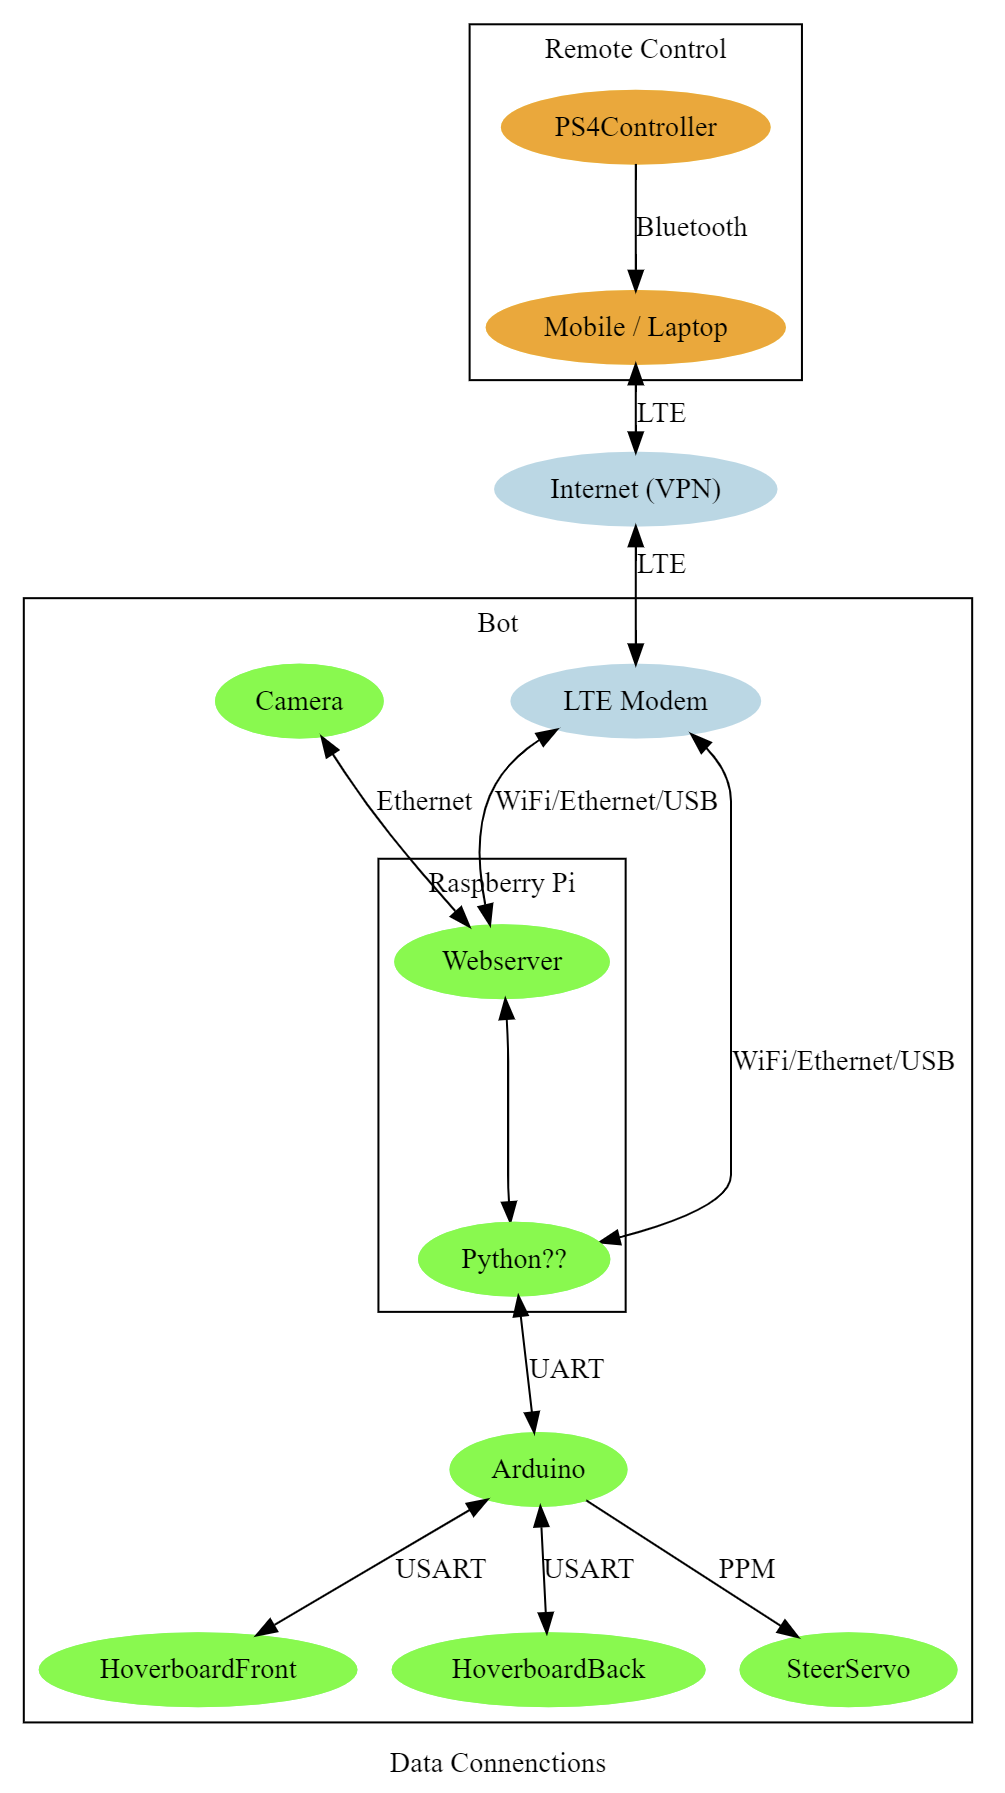 Remote Control
PS4Controller
Bluetooth
Mobile / Laptop
LTE
Internet (VPN)
LTE
Bot
Camera
LTE Modem
Ethernet
WiFi/Ethernet/USB
Raspberry Pi
Webserver
WiFi/Ethernet/USB
Python??
UART
Arduino
USART
USART
PPM
HoverboardFront
HoverboardBack
SteerServo
Data Connenctions